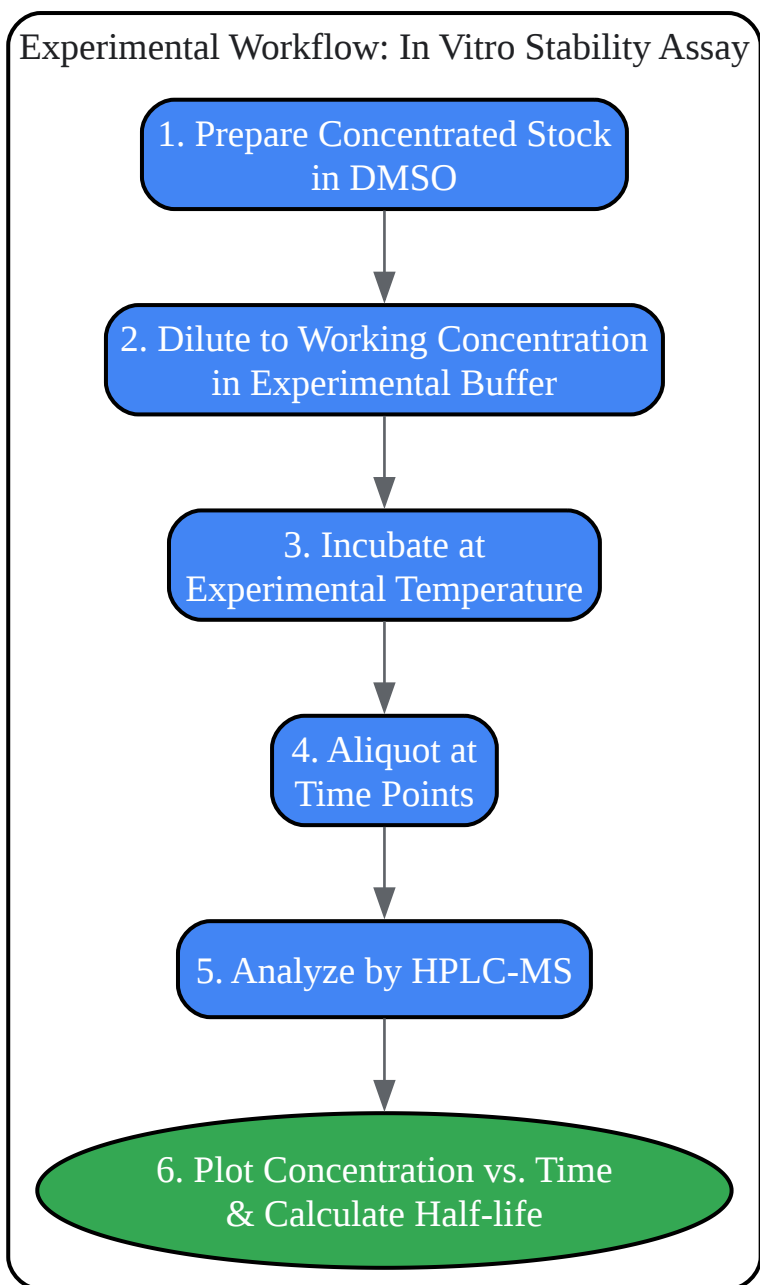 Experimental Workflow: In Vitro Stability Assay
1. Prepare Concentrated Stock
in DMSO
2. Dilute to Working Concentration
in Experimental Buffer
3. Incubate at
Experimental Temperature
4. Aliquot at
Time Points
5. Analyze by HPLC-MS
6. Plot Concentration vs. Time
& Calculate Half-life